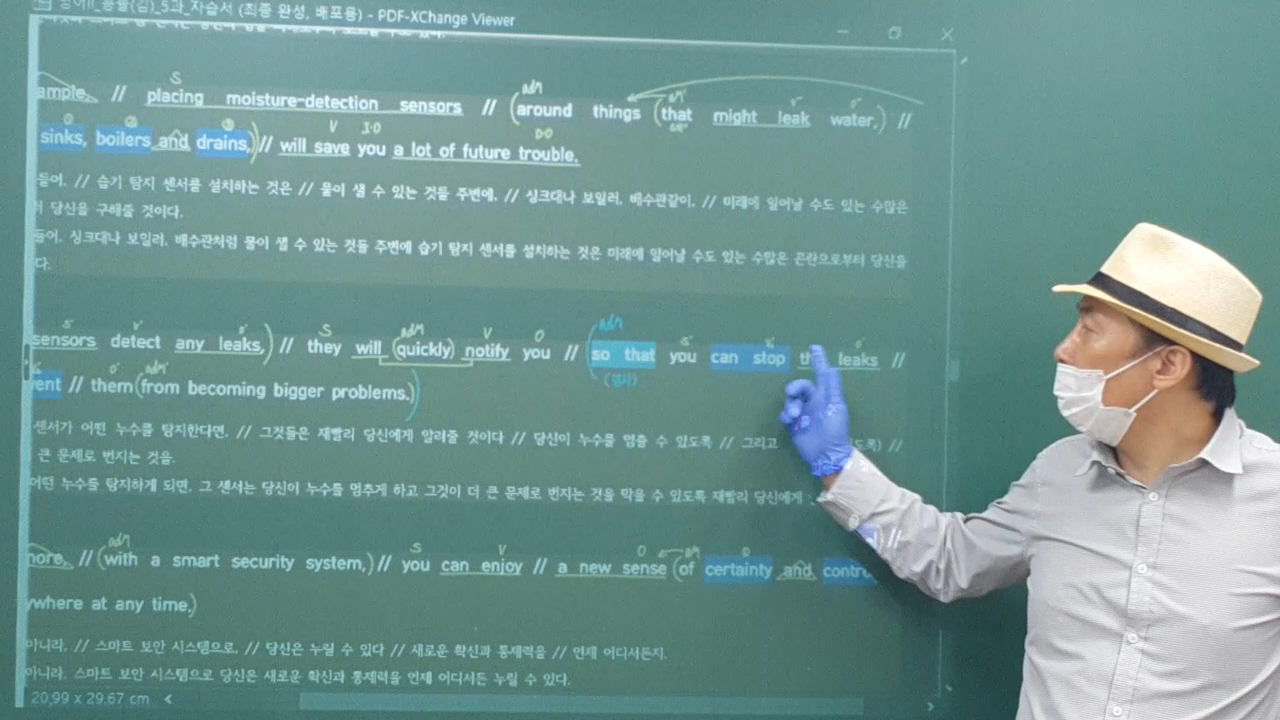 영어II_능률(김)_5과_자습서 (최종 완성, 배포용) - PDF-XChange Viewer
ample, // placing moisture-detection sensors // (around things (that might leak water,) //
sinks, boilers and drains,) // will save you a lot of future trouble.
들어, // 습기 탐지 센서를 설치하는 것은 // 물이 샐 수 있는 것들 주변에, // 싱크대나 보일러, 배수관같이, // 미래에 일어날 수도 있는 수많은
당신을 구해줄 것이다.
들어, 싱크대나 보일러, 배수관처럼 물이 샐 수 있는 것들 주변에 습기 탐지 센서를 설치하는 것은 미래에 일어날 수도 있는 수많은 곤란으로부터 당신을
다.
sensors detect any leaks,) // they will (quickly) notify you // (so that you can stop the leaks //
ent // them (from becoming bigger problems.)
센서가 어떤 누수를 탐지한다면, // 그것들은 재빨리 당신에게 알려줄 것이다 // 당신이 누수를 멈출 수 있도록 // 그리고 도록) //
큰 문제로 번지는 것을.
어떤 누수를 탐지하게 되면, 그 센서는 당신이 누수를 멈추게 하고 그것이 더 큰 문제로 번지는 것을 막을 수 있도록 재빨리 당신에게
more, // (with a smart security system,) // you can enjoy // a new sense (of certainty and contro
ywhere at any time.)
아니라, // 스마트 보안 시스템으로, // 당신은 누릴 수 있다 // 새로운 확신과 통제력을 // 언제 어디서든지.
아니라, 스마트 보안 시스템으로 당신은 새로운 확신과 통제력을 언제 어디서든 누릴 수 있다.
20.99 x 29.67 cm